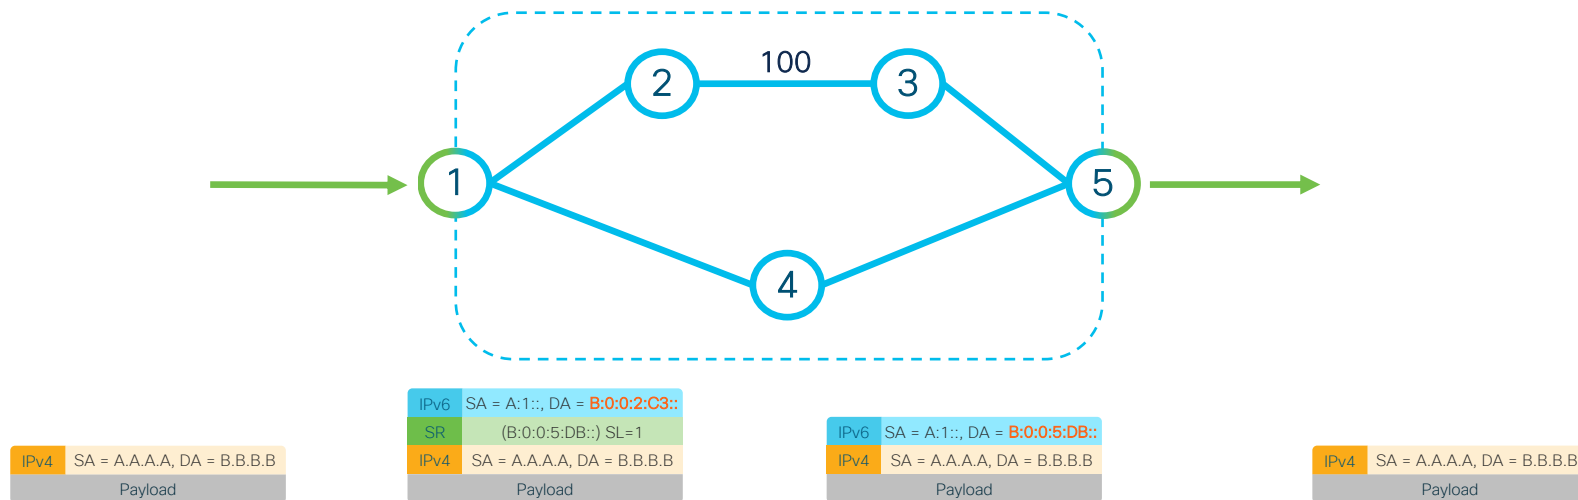 100
2
3
1
5
4
IPv6 SA = A:1::, DA = B:0:0:2:C3::
SR (B:0:0:5:DB::) SL=1
IPv6 SA = A:1::, DA = B:0:0:5:DB::
IPv4 SA = A.A.A.A, DA = B.B.B.B
IPv4 SA = A.A.A.A, DA = B.B.B.B
IPv4 SA = A.A.A.A, DA = B.B.B.B
IPv4 SA = A.A.A.A, DA = B.B.B.B
Payload
Payload
Payload
Payload